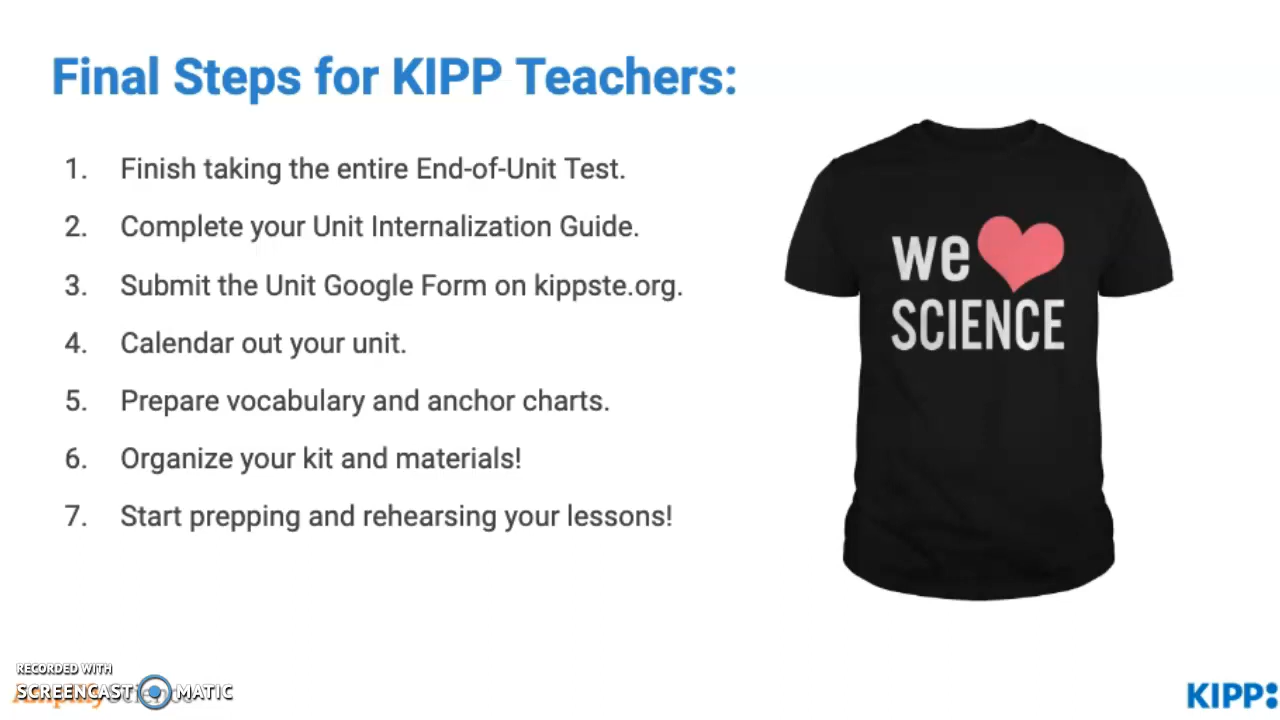 Final Steps for KIPP Teachers:
1. Finish taking the entire End-of-Unit Test.
2. Complete your Unit Internalization Guide.
3. Submit the Unit Google Form on kippste.org.
4. Calendar out your unit.
5. Prepare vocabulary and anchor charts.
6. Organize your kit and materials!
7. Start prepping and rehearsing your lessons!
we
SCIENCE
RECORDED WITH
SCREENCAST MATIC
KIPP: